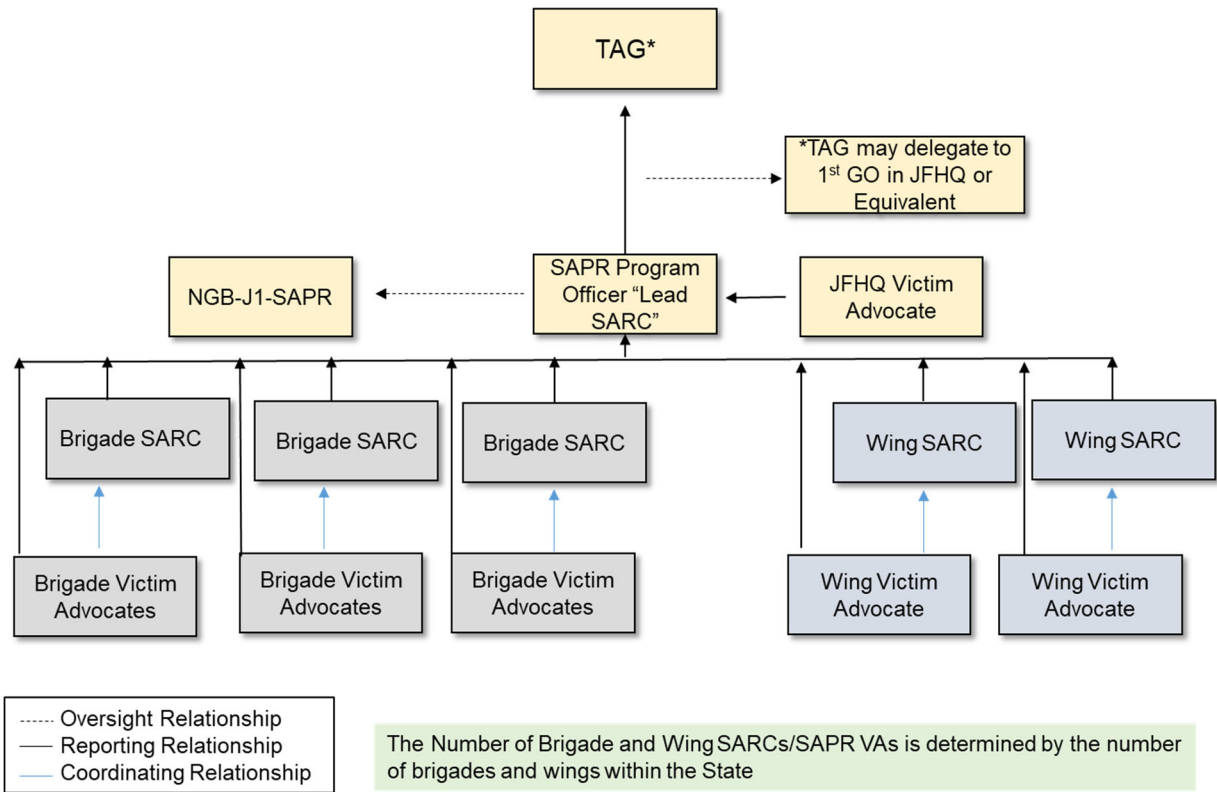 TAG*
*TAG may delegate to
1st GO in JFHQ or
Equivalent
NGB-J1-SAPR
SAPR Program
Officer “Lead
SARC”
JFHQ Victim
Advocate
Brigade SARC
Brigade SARC
Brigade SARC
Wing SARC
Wing SARC
Brigade Victim
Advocates
Brigade Victim
Advocates
Brigade Victim
Advocates
Wing Victim
Advocate
Wing Victim
Advocate
Oversight Relationship
Reporting Relationship
Coordinating Relationship
The Number of Brigade and Wing SARCs/SAPR VAs is determined by the number
of brigades and wings within the State